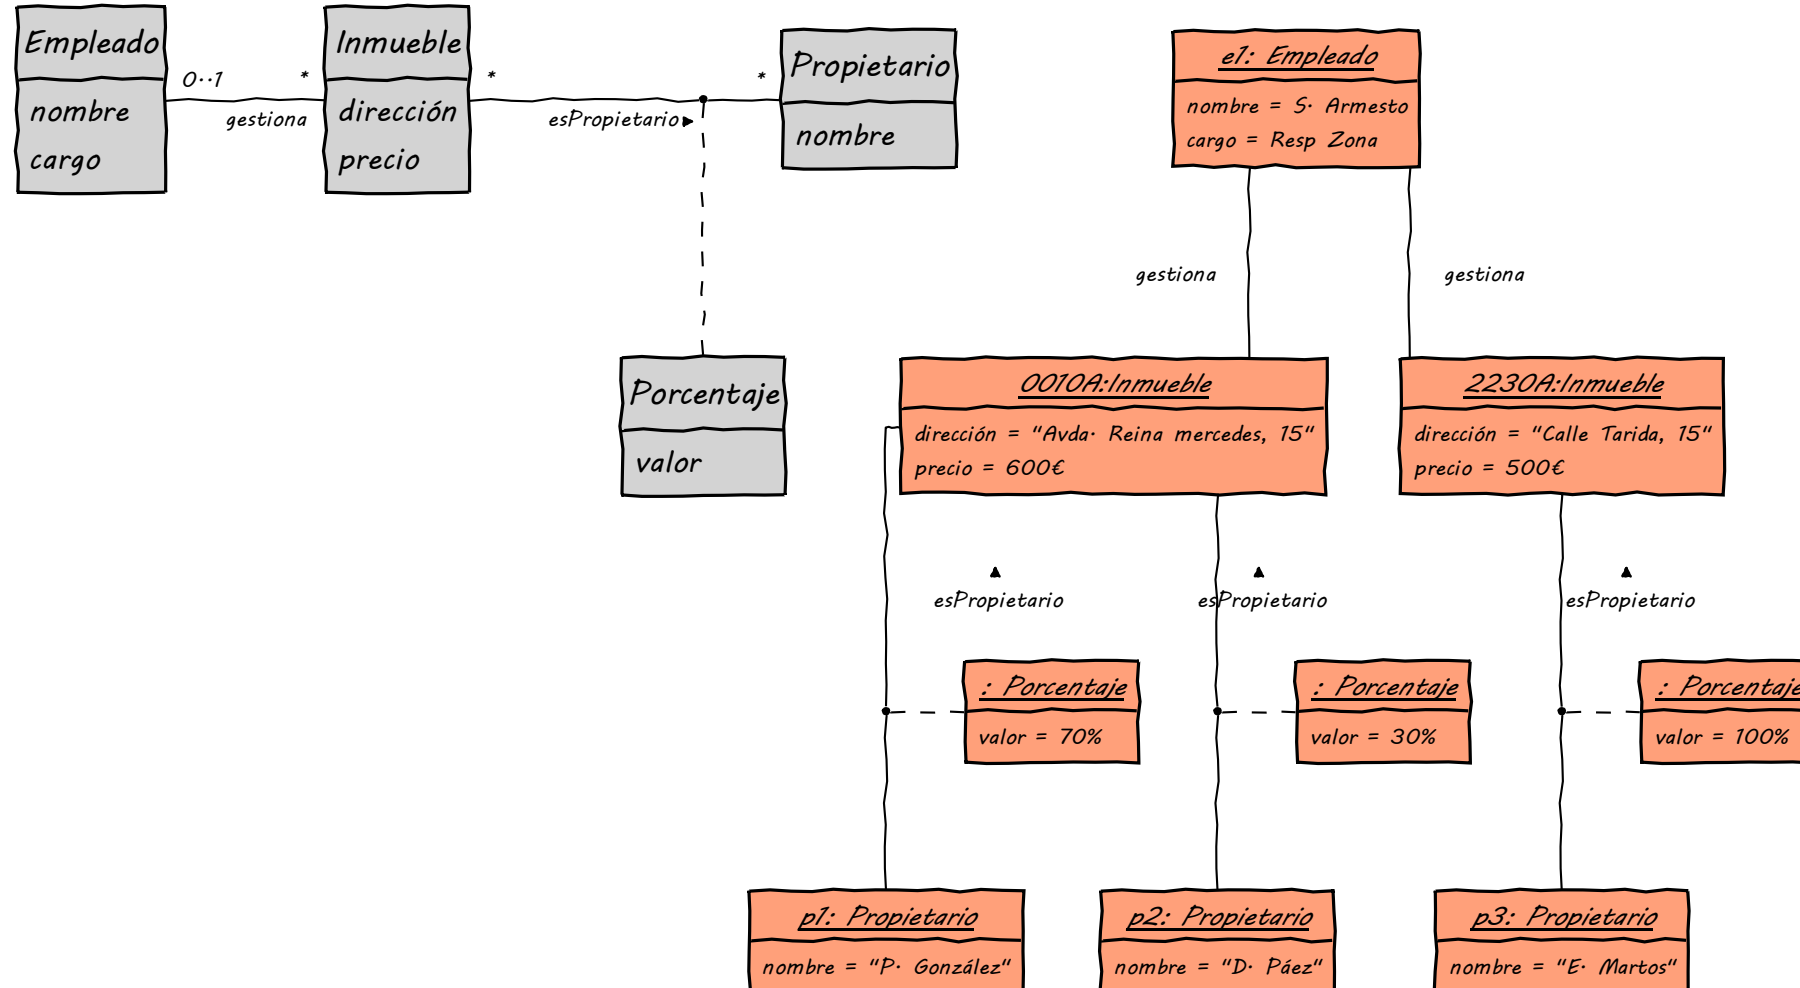 Empleado
nombre
cargo
0..1
*
gestiona
Inmueble
dirección
precio
*
*
esPropietario
Propietario
nombre
Porcentaje
valor
e1: Empleado
nombre = S. Armesto
cargo = Resp Zona
gestiona
gestiona
0010A:Inmueble
dirección = "Avda. Reina mercedes, 15"
precio = 600€
2230A:Inmueble
dirección = "Calle Tarida, 15"
precio = 500€
esPropietario
esPropietario
esPropietario
: Porcentaje
valor = 70%
: Porcentaje
valor = 30%
: Porcentaje
valor = 100%
p1: Propietario
nombre = "P. González"
p2: Propietario
nombre = "D. Páez"
p3: Propietario
nombre = "E. Martos"